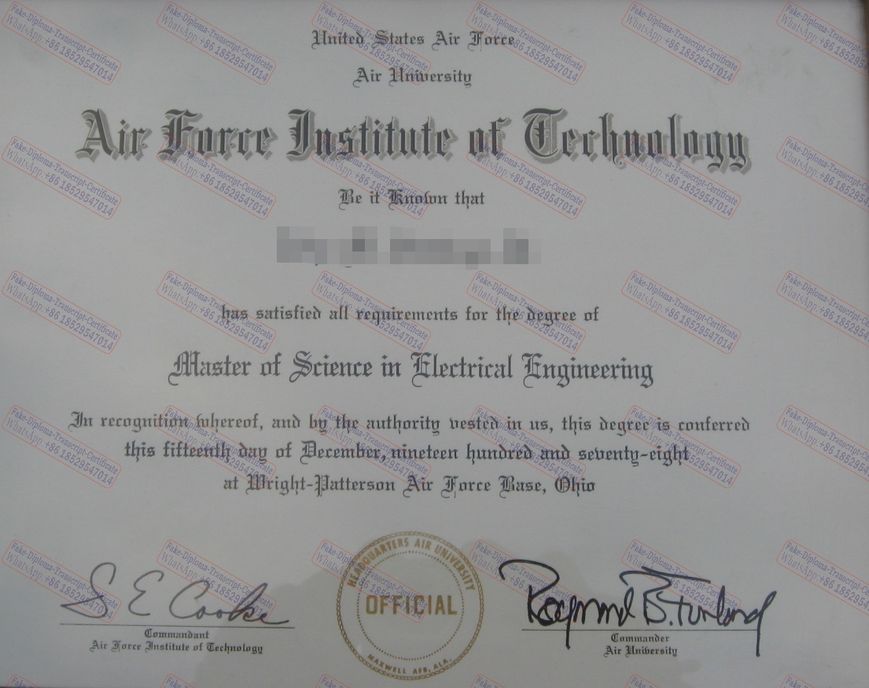 United States Air Force
Air University
Air Force Institute of Technology
Be it Known that
has satisfied all requirements for the degree of
Master of Science in Electrical Engineering
In recognition whereof, and by the authority vested in us, this degree is conferred
this fifteenth day of December, nineteen hundred and seventy-eight
at Wright-Patterson Air Force Base, Ohio
S E Cooke
Commandant
Air Force Institute of Technology
HEADQUARTERS AIR UNIVERSITY
OFFICIAL
MAXWELL AFB, ALA.
Raymond B. Furlong
Commander
Air University
Fake-Diploma-Transcript-Certificate
WhatsApp:+86 18529547014